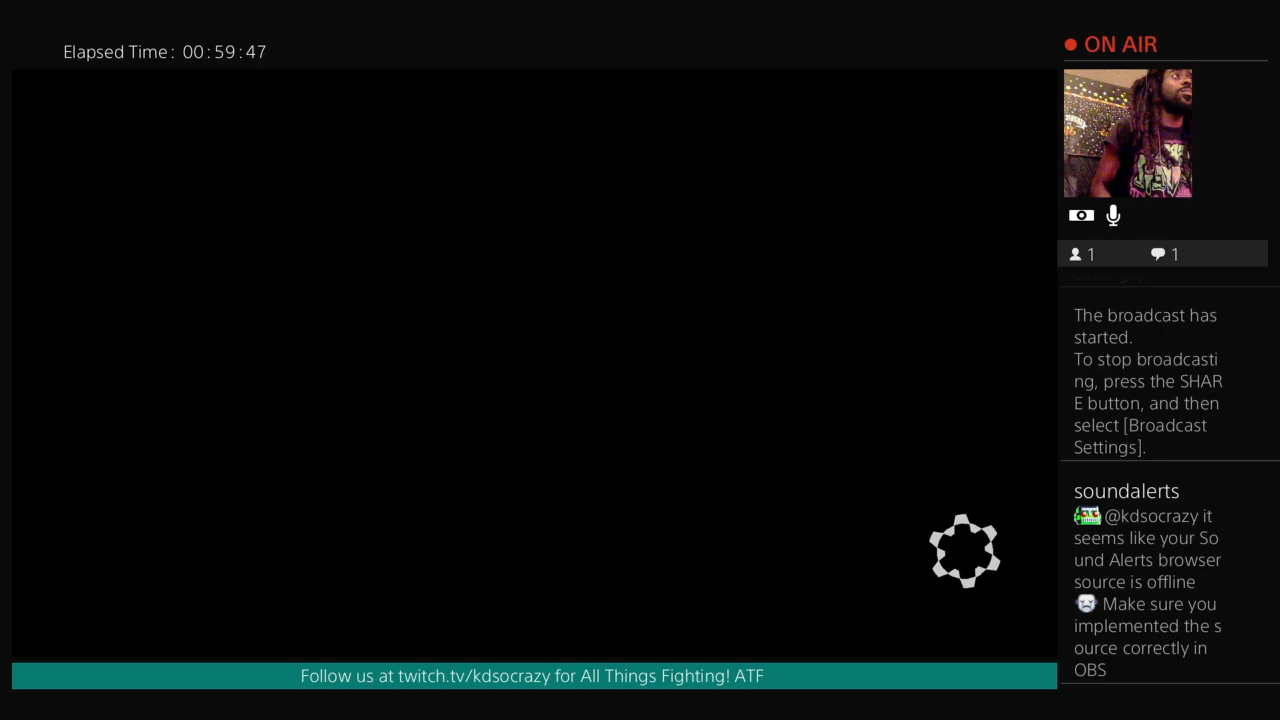 Elapsed Time: 00:59:47
ON AIR
1
1
The broadcast has
started.
To stop broadcasti
ng, press the SHAR
E button, and then
select [Broadcast
Settings].
soundalerts
@kdsocrazy it
seems like your So
und Alerts browser
source is offline
Make sure you
implemented the s
ource correctly in
OBS
Follow us at twitch.tv/kdsocrazy for All Things Fighting! ATF